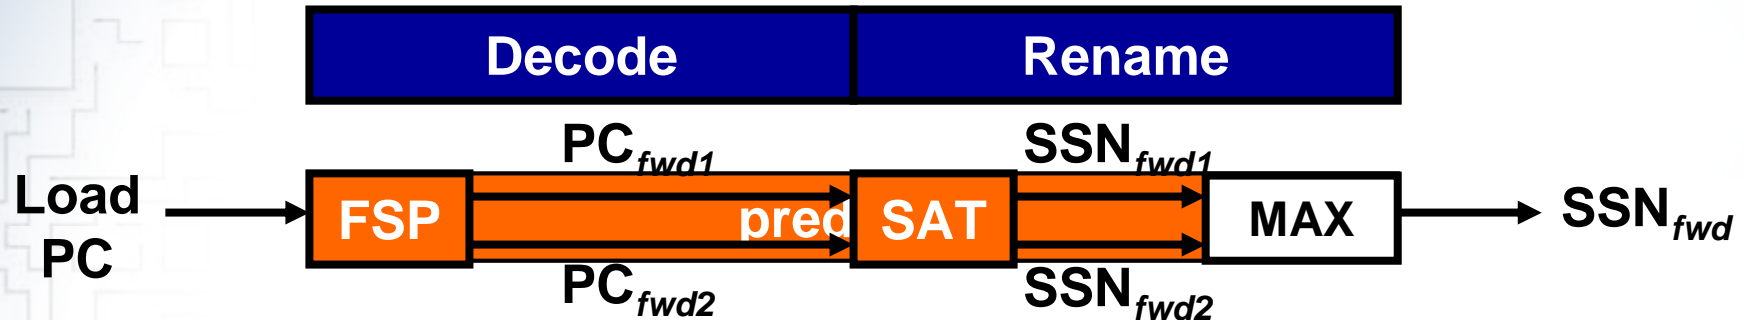 Decode Rename
PCfwd1 SSNfwd1
Load PC
FSP pred SAT MAX SSNfwd
PCfwd2 SSNfwd2